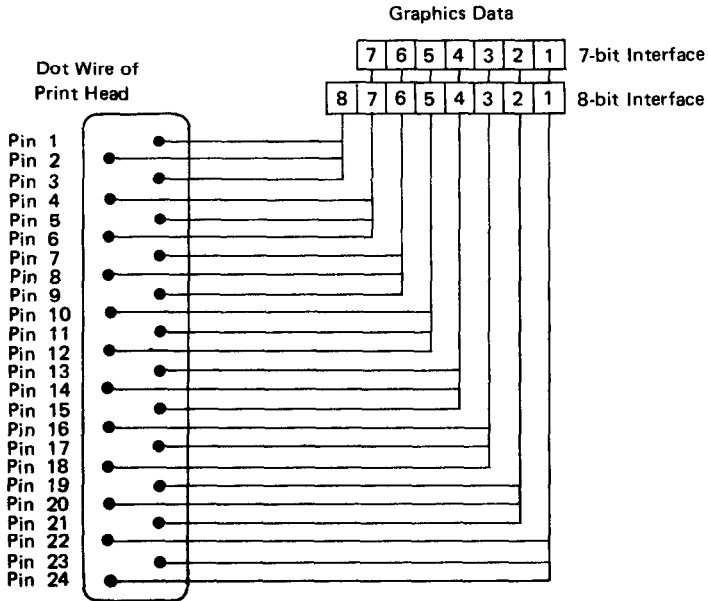 Graphics Data
7 6 5 4 3 2 1 7-bit Interface
8 7 6 5 4 3 2 1 8-bit Interface
Dot Wire of
Print Head
Pin 1
Pin 2
Pin 3
Pin 4
Pin 5
Pin 6
Pin 7
Pin 8
Pin 9
Pin 10
Pin 11
Pin 12
Pin 13
Pin 14
Pin 15
Pin 16
Pin 17
Pin 18
Pin 19
Pin 20
Pin 21
Pin 22
Pin 23
Pin 24